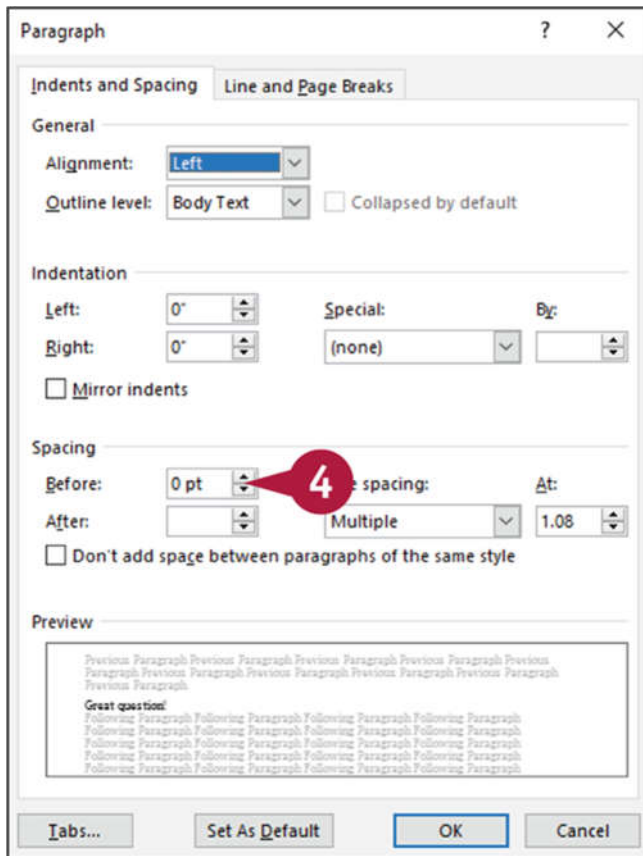 Paragraph ? ×
Indents and Spacing Line and Page Breaks
General
Alignment: Left
Outline level: Body Text Collapsed by default
Indentation
Left: 0" Special: By:
Right: 0" (none)
Mirror indents
Spacing
Before: 0 pt 4 e spacing: At:
After: Multiple 1.08
Don't add space between paragraphs of the same style
Preview
Previous Paragraph Previous Paragraph Previous Paragraph Previous Paragraph Previous
Paragraph Previous Paragraph Previous Paragraph Previous Paragraph Previous Paragraph
Previous Paragraph
Great question!
Following Paragraph Following Paragraph Following Paragraph Following Paragraph
Following Paragraph Following Paragraph Following Paragraph Following Paragraph
Following Paragraph Following Paragraph Following Paragraph Following Paragraph
Following Paragraph Following Paragraph Following Paragraph Following Paragraph
Following Paragraph Following Paragraph Following Paragraph Following Paragraph
Tabs... Set As Default OK Cancel